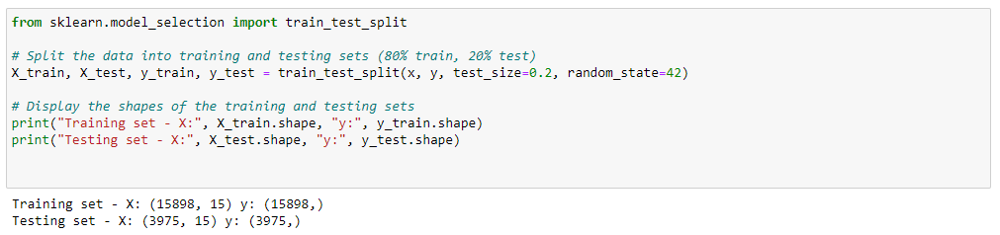 from sklearn.model_selection import train_test_split
# Split the data into training and testing sets (80% train, 20% test)
X_train, X_test, y_train, y_test = train_test_split(x, y, test_size=0.2, random_state=42)
# Display the shapes of the training and testing sets
print("Training set - X:", X_train.shape, "y:", y_train.shape)
print("Testing set - X:", X_test.shape, "y:", y_test.shape)
Training set - X: (15898, 15) y: (15898,)
Testing set - X: (3975, 15) y: (3975,)